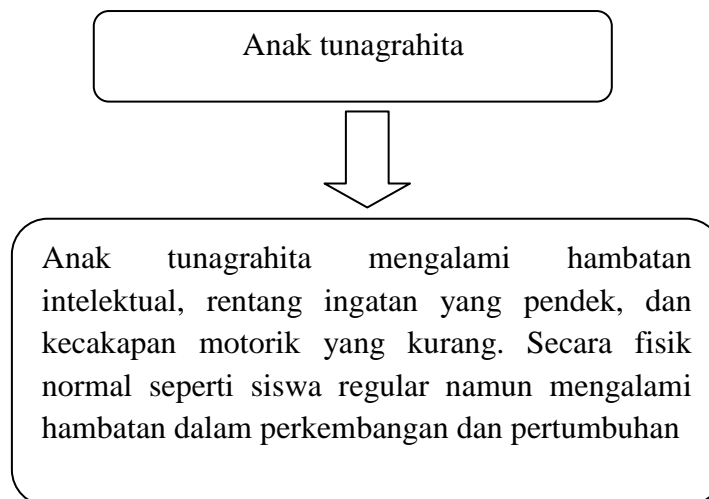 Anak tunagrahita
Anak tunagrahita mengalami hambatan
intelektual, rentang ingatan yang pendek, dan
kecakapan motorik yang kurang. Secara fisik
normal seperti siswa regular namun mengalami
hambatan dalam perkembangan dan pertumbuhan